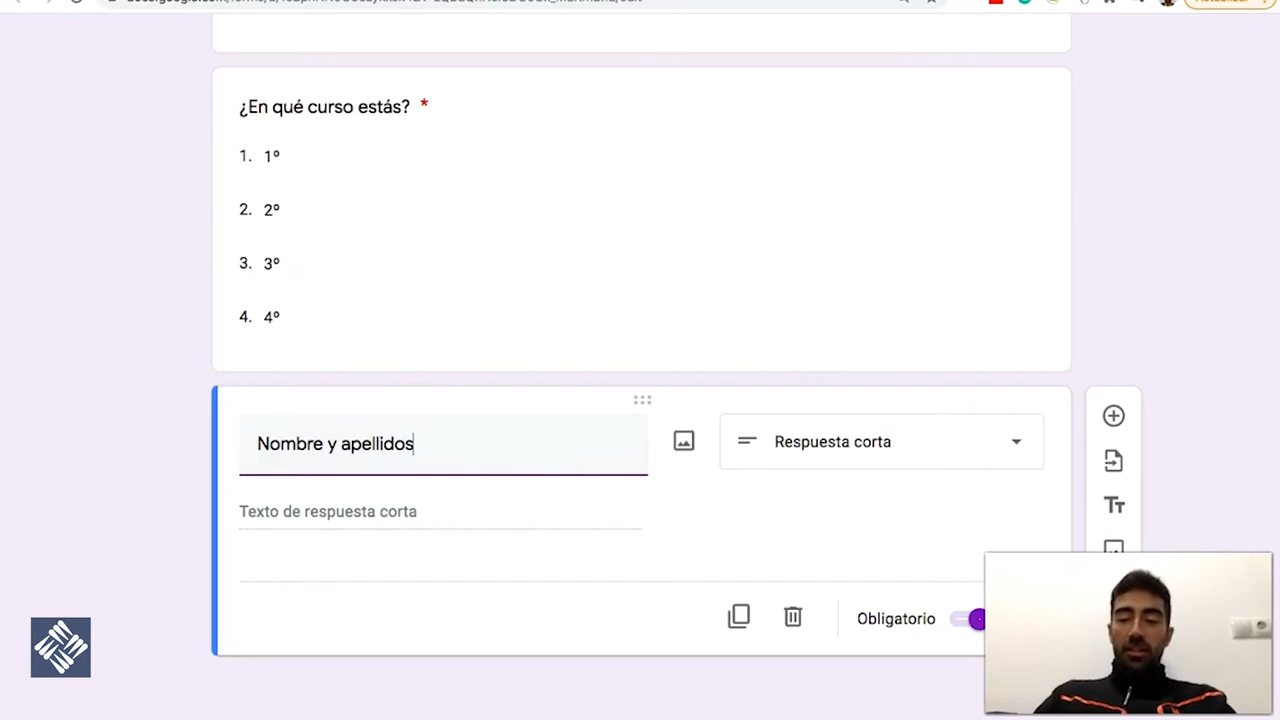 ¿En qué curso estás? *
1. 1º
2. 2º
3. 3º
4. 4º
Nombre y apellidos
Respuesta corta
Texto de respuesta corta
Tт
Obligatorio